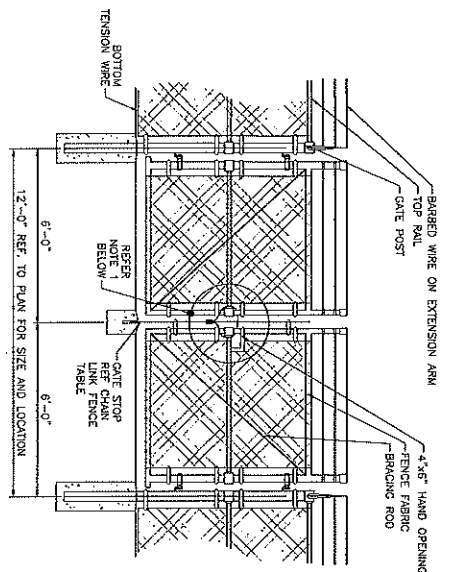 BARBED WIRE ON EXTENSION ARM
TOP RAIL
GATE POST
4"x6" HAND OPENING
FENCE FABRIC
BRACING ROD
BOTTOM
TENSION WIRE
REFER
NOTE 1
BELOW
GATE STOP
REF CHAIN
LINK FENCE
TABLE
6'-0"
6'-0"
12'-0" REF. TO PLAN FOR SIZE AND LOCATION